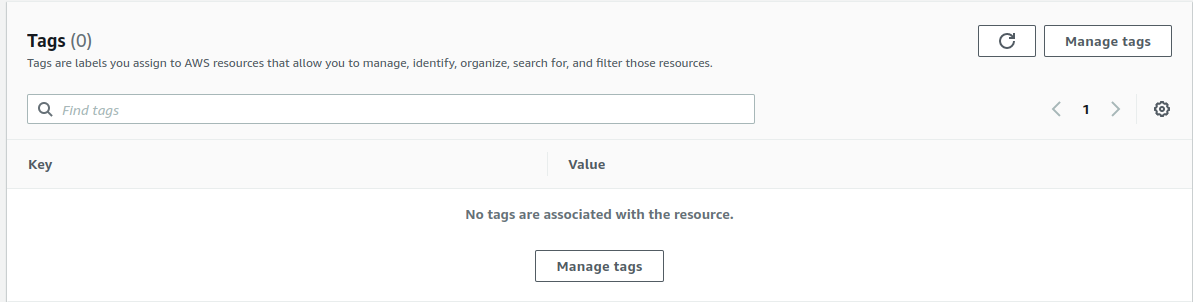 Tags (0)
Manage tags
Tags are labels you assign to AWS resources that allow you to manage, identify, organize, search for, and filter those resources.
Find tags
1
Key
Value
No tags are associated with the resource.
Manage tags